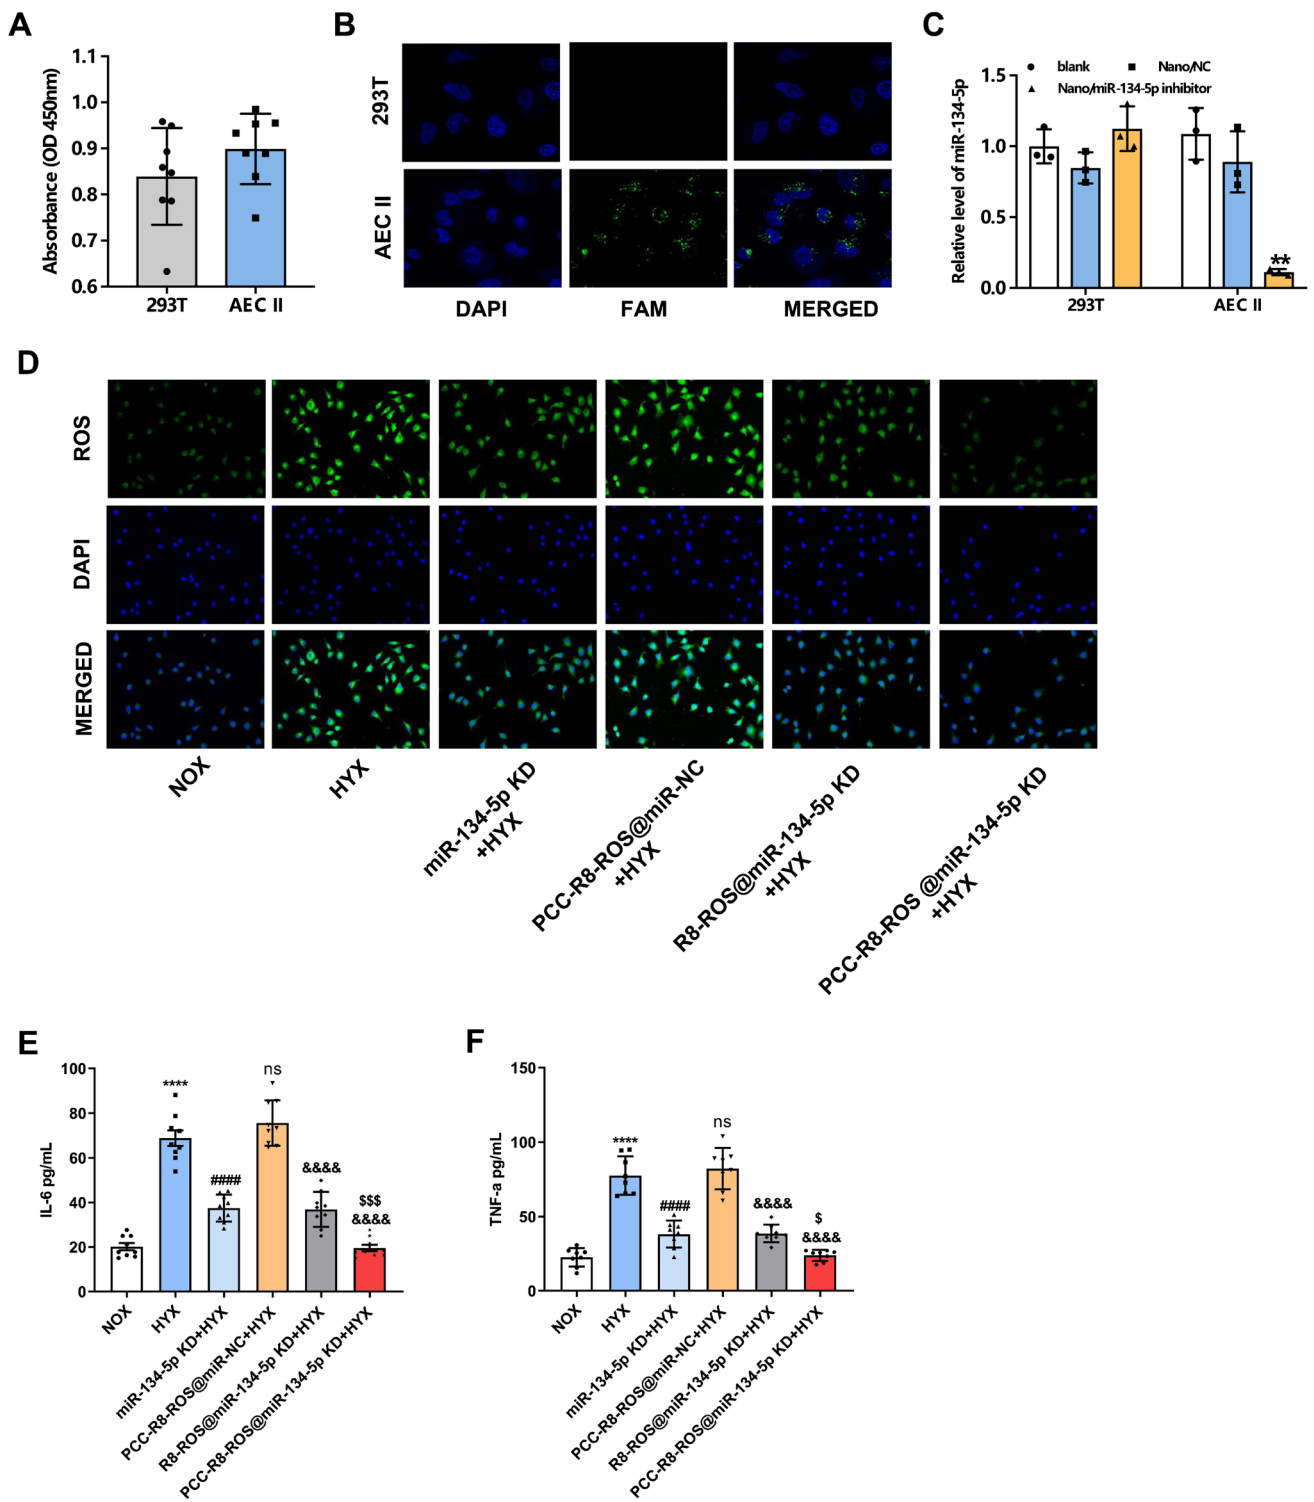 A
Absorbance (OD 450nm)
1.1
1.0
0.9
0.8
0.7
0.6
293T
AEC II
B
293T
AEC II
DAPI
FAM
MERGED
C
Relative level of miR-134-5p
blank
Nano/NC
Nano/miR-134-5p inhibitor
1.5
1.0
0.5
0.0
**
293T
AEC II
D
ROS
DAPI
MERGED
NOX
HYX
miR-134-5p KD
+HYX
PCC-R8-ROS@miR-NC
+HYX
R8-ROS@miR-134-5p KD
+HYX
PCC-R8-ROS @miR-134-5p KD
+HYX
E
IL-6 pg/mL
100
80
60
40
20
0
****
####
ns
&&&&
$$$
&&&&
NOX
HYX
miR-134-5p KD+HYX
PCC-R8-ROS@miR-NC+HYX
R8-ROS@miR-134-5p KD+HYX
PCC-R8-ROS@miR-134-5p KD+HYX
F
TNF-a pg/mL
150
100
50
0
****
####
ns
&&&&
$
&&&&
NOX
HYX
miR-134-5p KD+HYX
PCC-R8-ROS@miR-NC+HYX
R8-ROS@miR-134-5p KD+HYX
PCC-R8-ROS@miR-134-5p KD+HYX